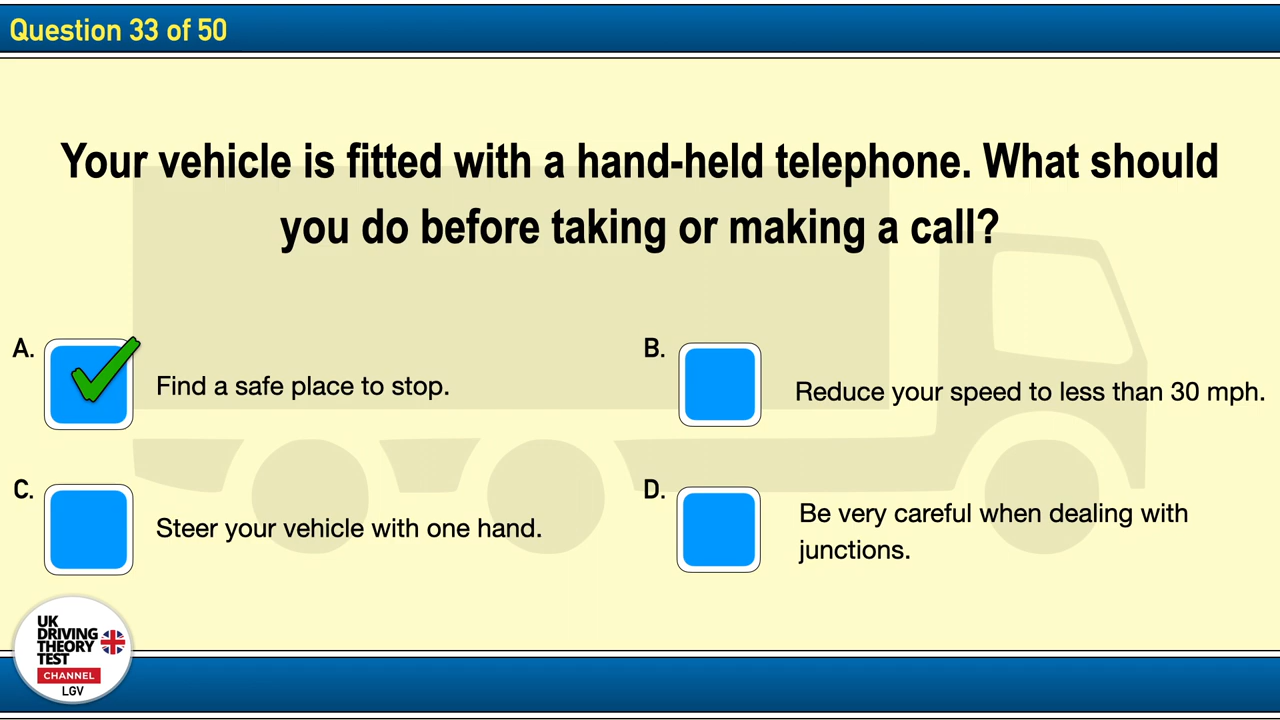 Question 33 of 50
Your vehicle is fitted with a hand-held telephone. What should
you do before taking or making a call?
A.
Find a safe place to stop.
B.
Reduce your speed to less than 30 mph.
C.
Steer your vehicle with one hand.
D.
Be very careful when dealing with
junctions.
UK
DRIVING
THEORY
TEST
CHANNEL
LGV